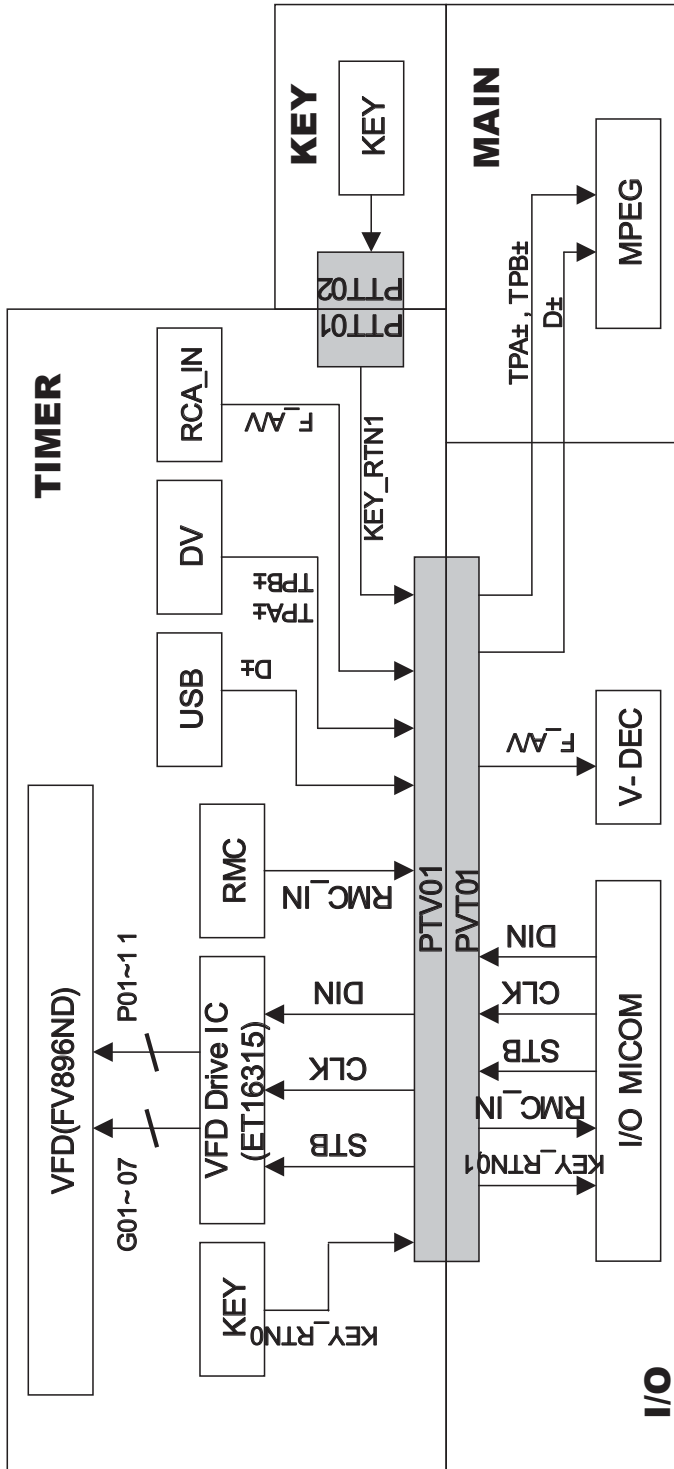 TIMER
VFD(FV896ND)
G01~07
P01~11
KEY
VFD Drive IC
(ET16315)
RMC
USB
DV
RCA_IN
KEY_RTN0
STB
CLK
DIN
RMC_IN
D±
TPA±
TPB±
F_A/V
KEY_RTN1
KEY
KEY
PTT01
PTT02
PTV01
PVT01
I/O
KEY_RTN01
RMC_IN
STB
CLK
DIN
F_A/V
I/O MICOM
V-DEC
MAIN
TPA± , TPB±
D±
MPEG